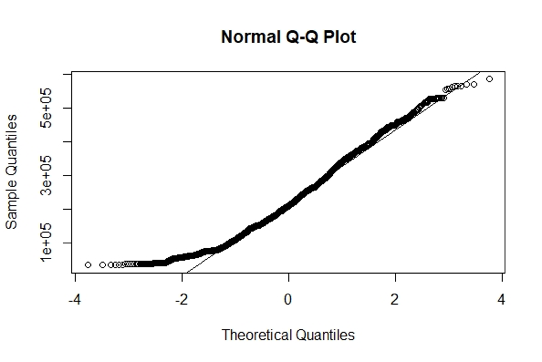 Normal Q-Q Plot
Sample Quantiles
5e+05
3e+05
1e+05
-4 -2 0 2 4
Theoretical Quantiles